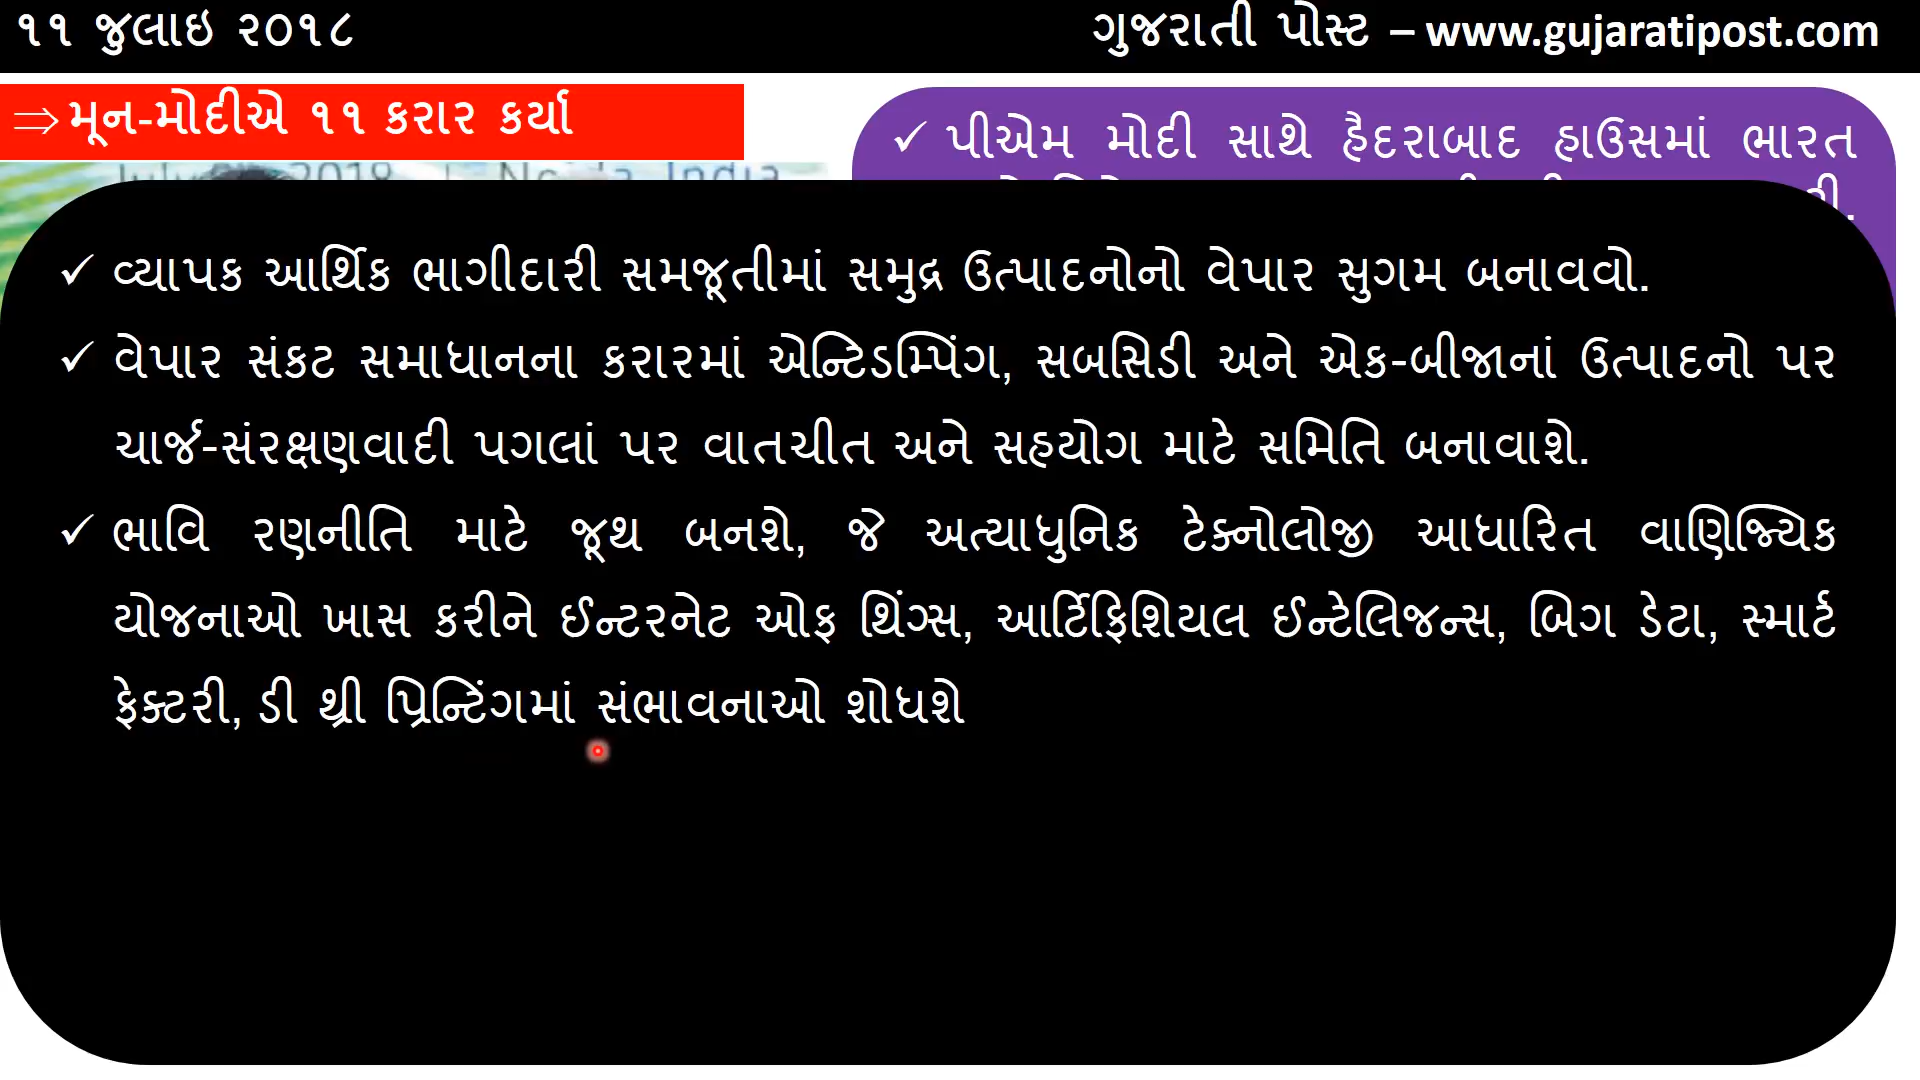 ૧૧ જુલાઇ ૨૦૧૮
ગુજરાતી પોસ્ટ – www.gujaratipost.com
⇒ મૂન-મોદીએ ૧૧ કરાર કર્યા
✓ પીએમ મોદી સાથે હૈદરાબાદ હાઉસમાં ભારત
2018 India
✓ વ્યાપક આર્થિક ભાગીદારી સમજૂતીમાં સમુદ્ર ઉત્પાદનોનો વેપાર સુગમ બનાવવો.
✓ વેપાર સંકટ સમાધાનના કરારમાં એન્ટિડમ્પિંગ, સબસિડી અને એક-બીજાનાં ઉત્પાદનો પર
ચાર્જ-સંરક્ષણવાદી પગલાં પર વાતચીત અને સહયોગ માટે સમિતિ બનાવાશે.
✓ ભાવિ રણનીતિ માટે જૂથ બનશે, જે અત્યાધુનિક ટેક્નોલોજી આધારિત વાણિજ્યિક
યોજનાઓ ખાસ કરીને ઈન્ટરનેટ ઓફ થિંગ્સ, આર્ટિફિશિયલ ઈન્ટેલિજન્સ, બિગ ડેટા, સ્માર્ટ
ફેક્ટરી, ડી થ્રી પ્રિન્ટિંગમાં સંભાવનાઓ શોધશે